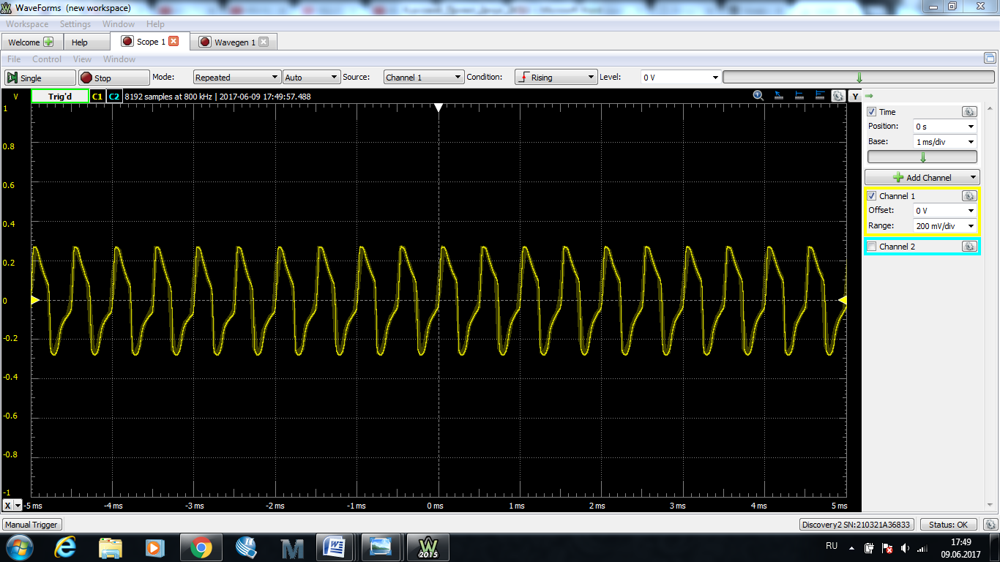 WaveForms (new workspace)
Workspace Settings Window Help
Welcome Help Scope 1 Wavegen 1
File Control View Window
Single Stop Mode: Repeated Auto Source: Channel 1 Condition: Rising Level: 0 V
V Trig'd C1 C2 8192 samples at 800 kHz | 2017-06-09 17:49:57.488 Y
1
0.8
0.6
0.4
0.2
0
-0.2
-0.4
-0.6
-0.8
-1
X -5 ms -4 ms -3 ms -2 ms -1 ms 0 ms 1 ms 2 ms 3 ms 4 ms 5 ms
Time
Position: 0 s
Base: 1 ms/div
Add Channel
Channel 1
Offset: 0 V
Range: 200 mV/div
Channel 2
Manual Trigger Discovery2 SN:210321A36833 Status: OK
W 2015 RU 17:49
09.06.2017